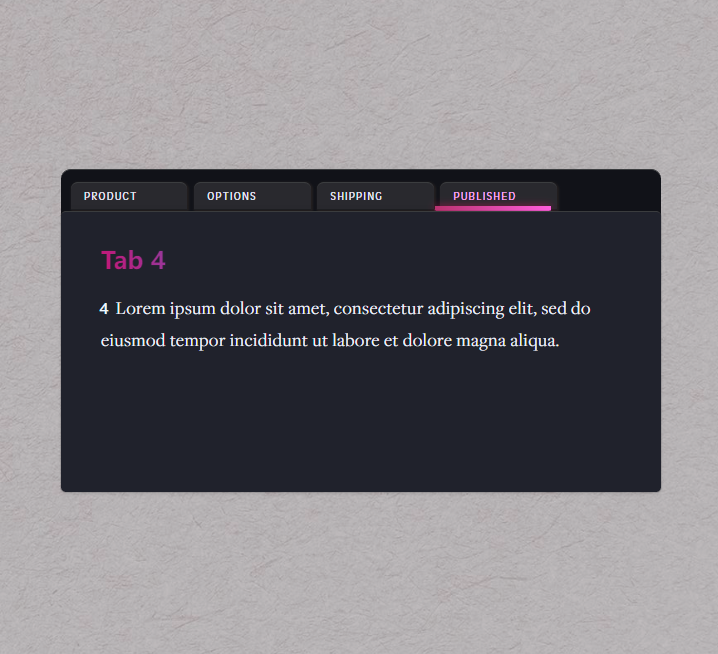 PRODUCT
OPTIONS
SHIPPING
PUBLISHED
Tab 4
4 Lorem ipsum dolor sit amet, consectetur adipiscing elit, sed do
eiusmod tempor incididunt ut labore et dolore magna aliqua.